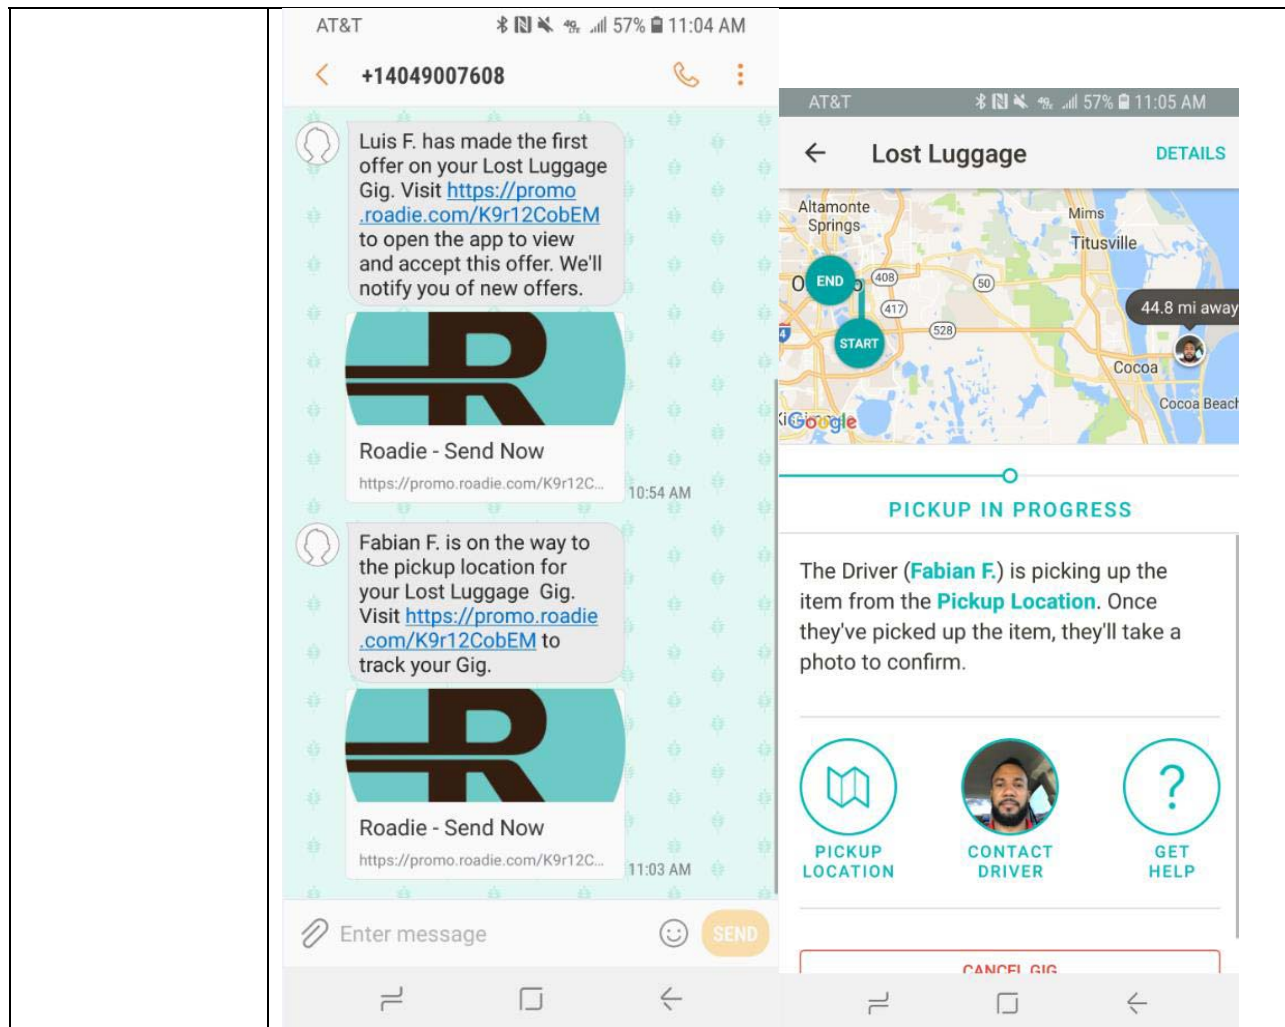 AT&T 57% 11:04 AM
+14049007608
Luis F. has made the first
offer on your Lost Luggage
Gig. Visit https://promo
.roadie.com/K9r12CobEM
to open the app to view
and accept this offer. We'll
notify you of new offers.
R
Roadie - Send Now
https://promo.roadie.com/K9r12C...
10:54 AM
Fabian F. is on the way to
the pickup location for
your Lost Luggage Gig.
Visit https://promo.roadie
.com/K9r12CobEM to
track your Gig.
R
Roadie - Send Now
https://promo.roadie.com/K9r12C...
11:03 AM
Enter message
SEND
AT&T 57% 11:05 AM
Lost Luggage
DETAILS
Altamonte
Springs
Mims
Titusville
END
408
50
417
44.8 mi away
528
START
Cocoa
Cocoa Beach
Google
PICKUP IN PROGRESS
The Driver (Fabian F.) is picking up the
item from the Pickup Location. Once
they've picked up the item, they'll take a
photo to confirm.
?
PICKUP
LOCATION
CONTACT
DRIVER
GET
HELP
CANCEL GIG